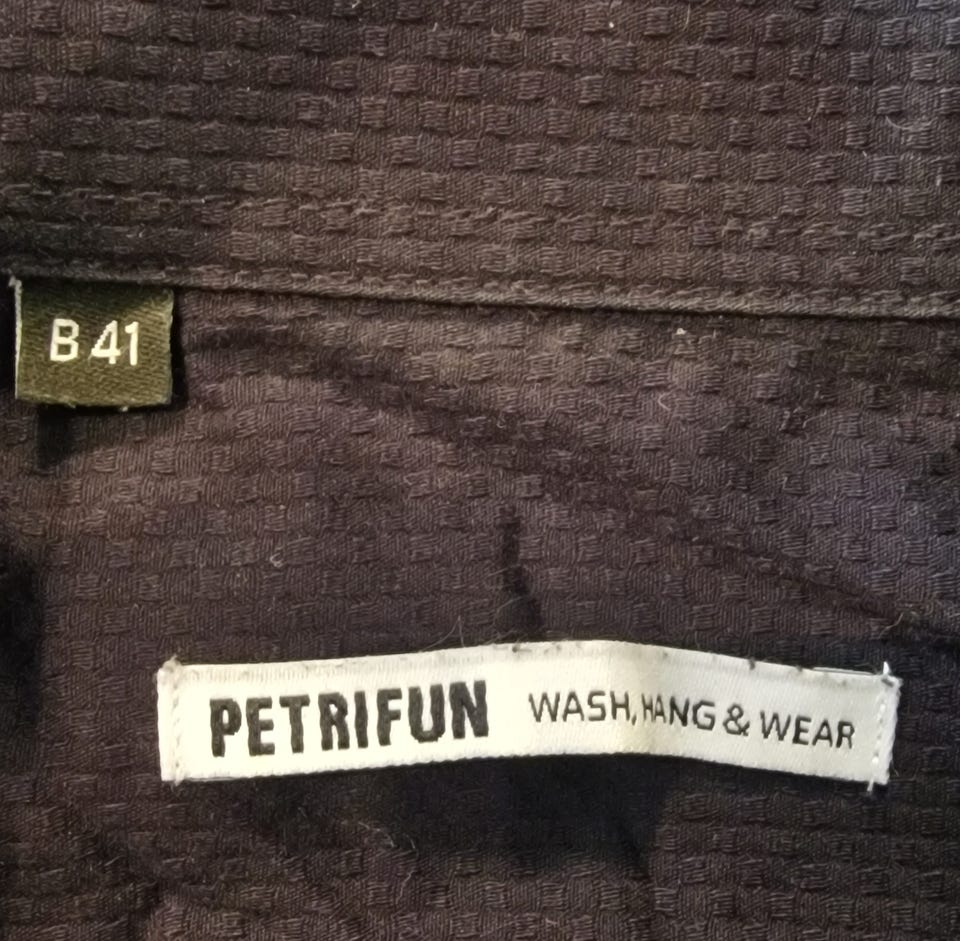 B 41
PETRIFUN WASH, HANG & WEAR